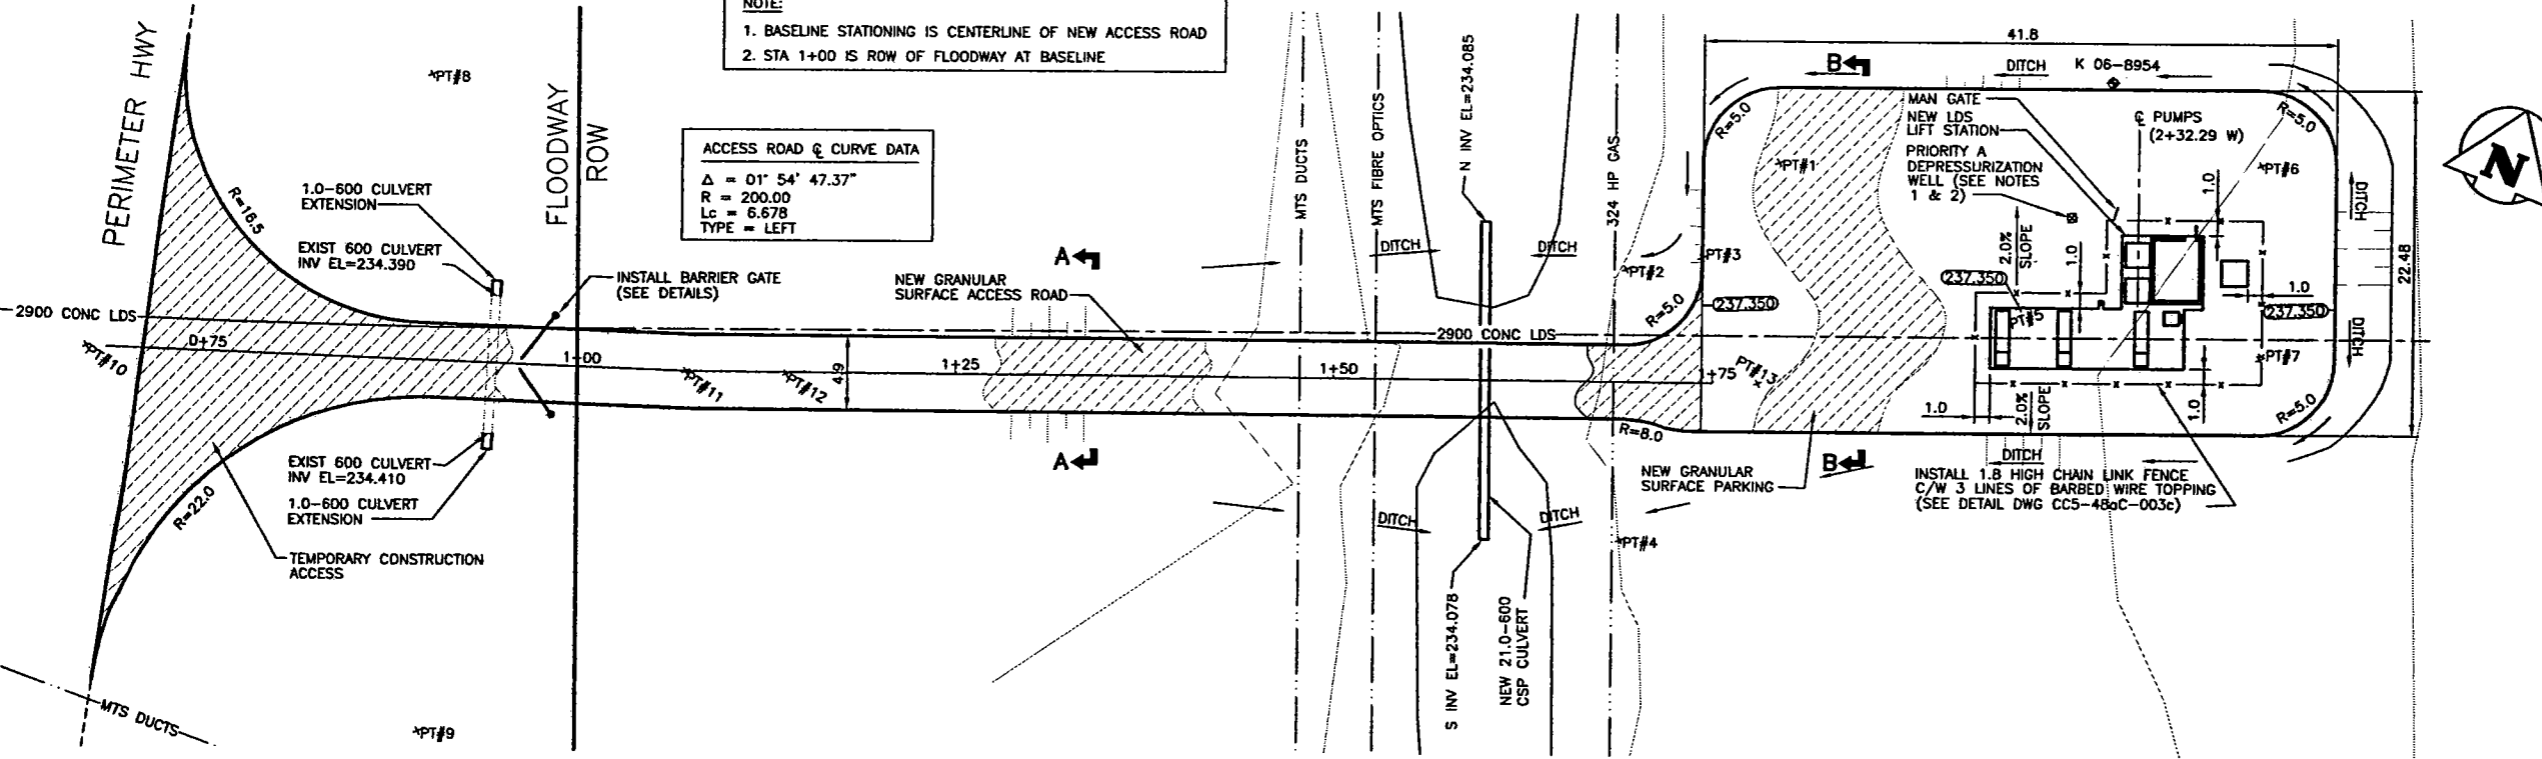 NOTE:
1. BASELINE STATIONING IS CENTERLINE OF NEW ACCESS ROAD
2. STA 1+00 IS ROW OF FLOODWAY AT BASELINE
PERIMETER HWY
PT#8
FLOODWAY
ROW
ACCESS ROAD ℄ CURVE DATA
Δ = 01° 54' 47.37"
R = 200.00
Lc = 6.678
TYPE = LEFT
R=16.5
1.0-600 CULVERT
EXTENSION
EXIST 600 CULVERT
INV EL=234.390
INSTALL BARRIER GATE
(SEE DETAILS)
2900 CONC LDS
PT#10
0+75
1+00
PT#11
PT#12
4.9
A
NEW GRANULAR
SURFACE ACCESS ROAD
1+25
1+50
A
EXIST 600 CULVERT
INV EL=234.410
1.0-600 CULVERT
EXTENSION
R=22.0
TEMPORARY CONSTRUCTION
ACCESS
MTS DUCTS
PT#9
MTS DUCTS
MTS FIBRE OPTICS
N INV EL=234.085
324 HP GAS
DITCH
DITCH
2900 CONC LDS
DITCH
DITCH
S INV EL=234.078
NEW 21.0-600
CSP CULVERT
PT#2
PT#3
PT#4
R=5.0
R=5.0
R=8.0
237.350
1+75
PT#13
PT#1
41.8
B
DITCH
K 06-8954
MAN GATE
NEW LDS
LIFT STATION
PRIORITY A
DEPRESSURIZATION
WELL (SEE NOTES
1 & 2)
℄ PUMPS
(2+32.29 W)
R=5.0
PT#6
1.0
2.0%
SLOPE
1.0
237.350
PT#5
1.0
237.350
PT#7
DITCH
DITCH
22.48
1.0
2.0%
SLOPE
1.0
R=5.0
B
DITCH
NEW GRANULAR
SURFACE PARKING
INSTALL 1.8 HIGH CHAIN LINK FENCE
C/W 3 LINES OF BARBED WIRE TOPPING
(SEE DETAIL DWG CC5-48aC-003c)
N